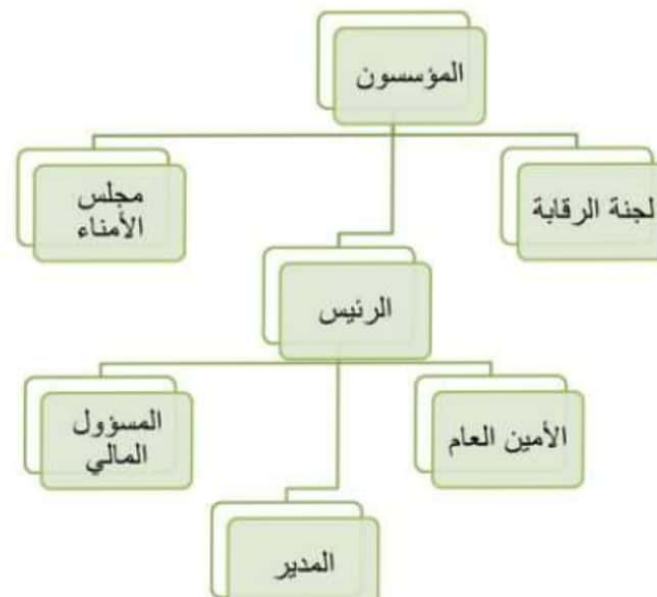 المؤسسون
لجنة الرقابة
مجلس
الأمناء
الرئيس
الأمين العام
المسؤول
المالي
المدير